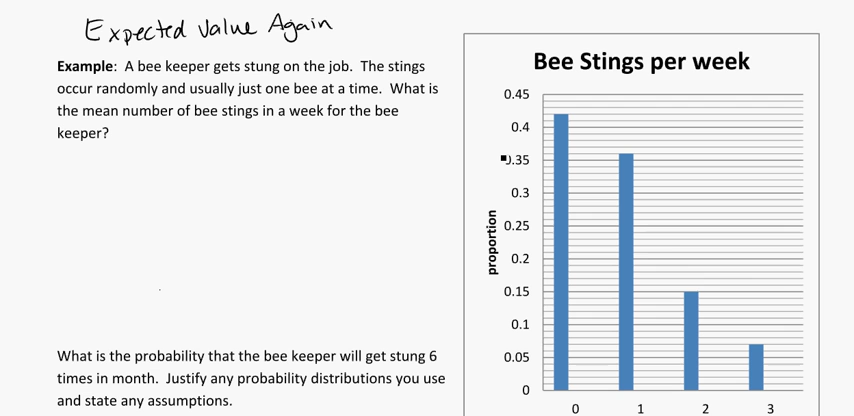 Expected Value Again
Example:  A bee keeper gets stung on the job.  The stings
occur randomly and usually just one bee at a time.  What is
the mean number of bee stings in a week for the bee
keeper?
What is the probability that the bee keeper will get stung 6
times in month.  Justify any probability distributions you use
and state any assumptions.
Bee Stings per week
proportion
0.45
0.4
0.35
0.3
0.25
0.2
0.15
0.1
0.05
0
0 1 2 3